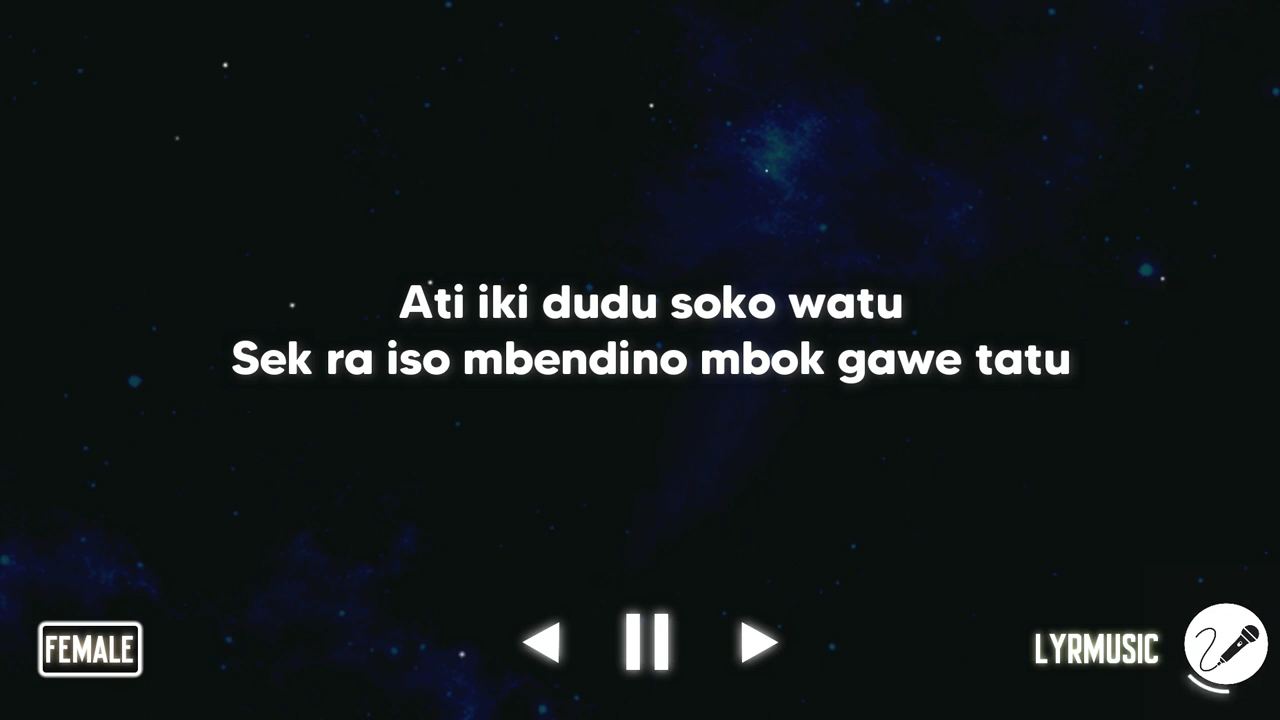 Ati iki dudu soko watu
Sek ra iso mbendino mbok gawe tatu
FEMALE
LYRMUSIC